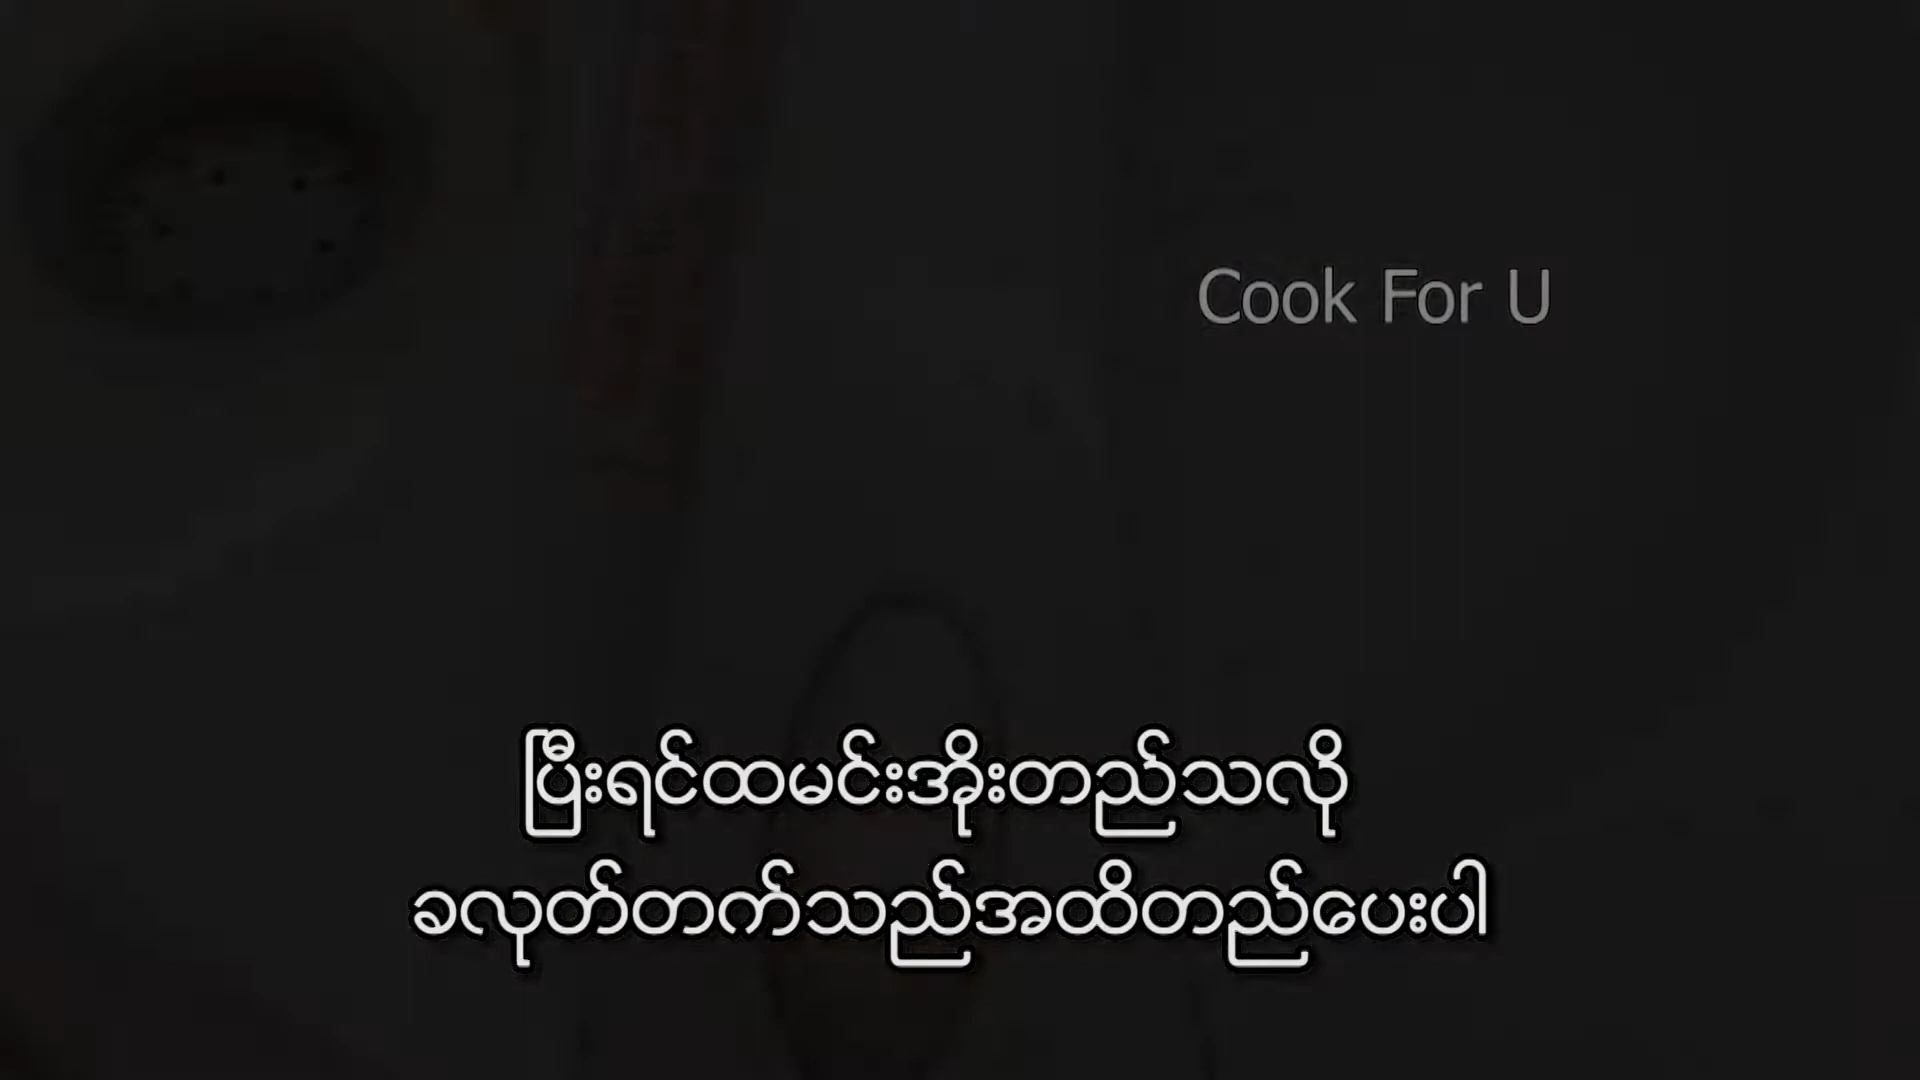 Cook For U
ပြီးရင်ထမင်းအိုးတည်သလို
ခလုတ်တက်သည်အထိတည်ပေးပါ